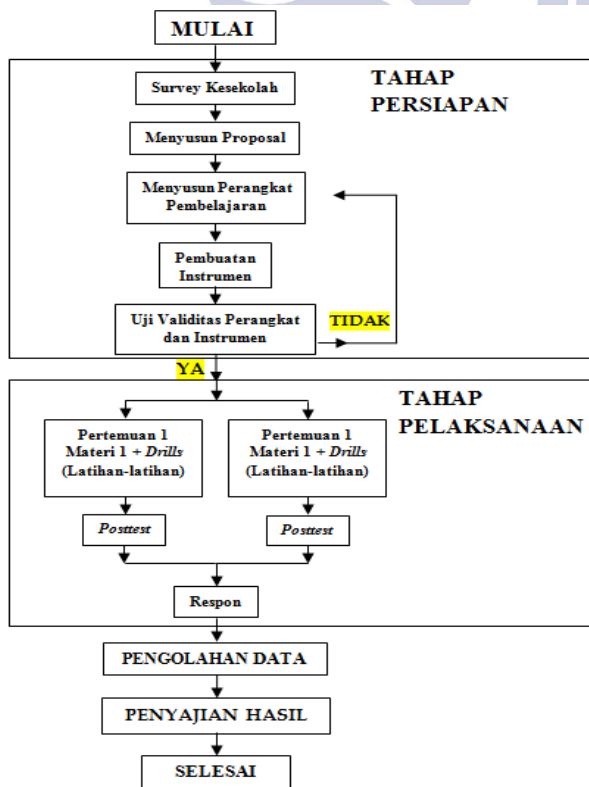 MULAI
TAHAP
PERSIAPAN
Survey Kesekolah
Menyusun Proposal
Menyusun Perangkat
Pembelajaran
Pembuatan
Instrumen
Uji Validitas Perangkat
dan Instrumen
TIDAK
YA
TAHAP
PELAKSANAAN
Pertemuan 1
Materi 1 + Drills
(Latihan-latihan)
Pertemuan 1
Materi 1 + Drills
(Latihan-latihan)
Posttest
Posttest
Respon
PENGOLAHAN DATA
PENYAJIAN HASIL
SELESAI